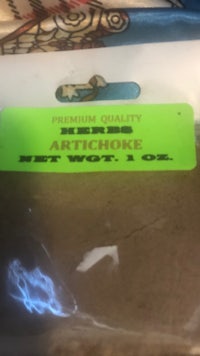 PREMIUM QUALITY
HERBS
ARTICHOKE
NET WGT. 1 OZ.